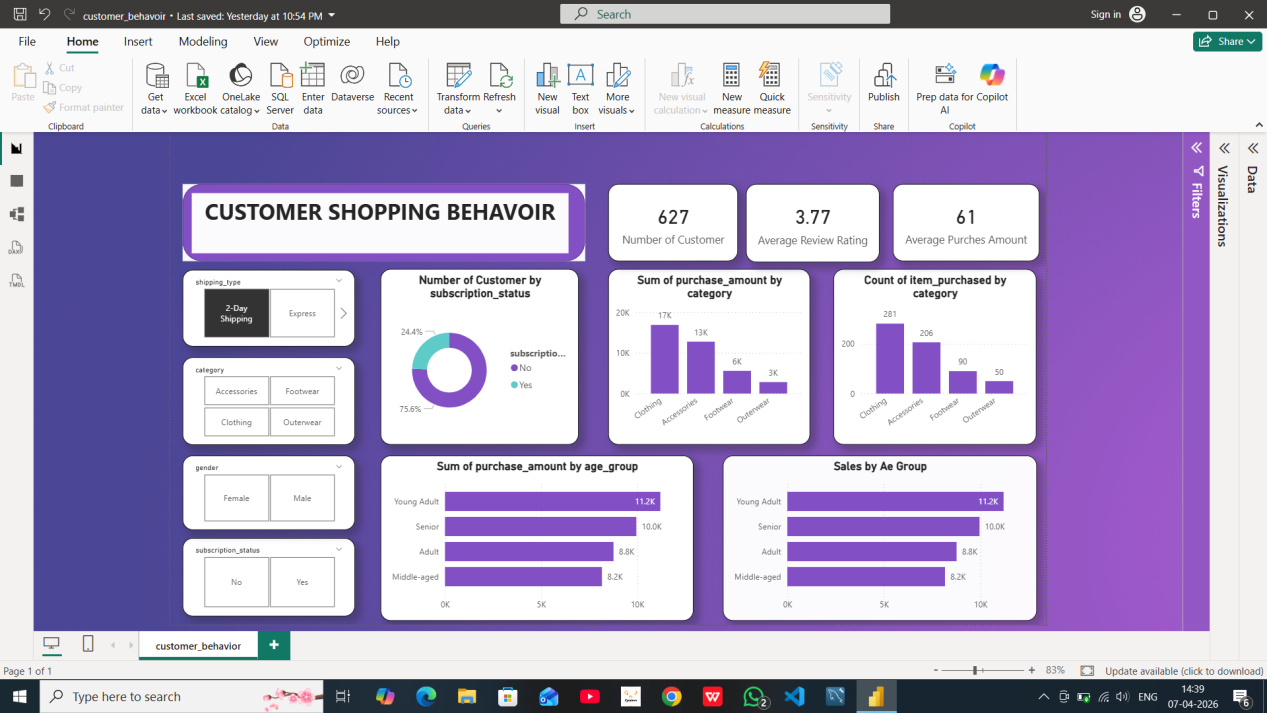 customer_behavoir • Last saved: Yesterday at 10:54 PM
Search
Sign in
File Home Insert Modeling View Optimize Help
Share
Paste
Cut
Copy
Format painter
Clipboard
Get data
Excel workbook
OneLake catalog
SQL Server
Enter data
Dataverse
Recent sources
Data
Transform data
Refresh
Queries
New visual
Text box
More visuals
Insert
New visual calculation
New measure
Quick measure
Calculations
Sensitivity
Sensitivity
Publish
Share
Prep data for AI
Copilot
Copilot
CUSTOMER SHOPPING BEHAVOIR
627
Number of Customer
3.77
Average Review Rating
61
Average Purches Amount
shipping_type
2-Day Shipping
Express
category
Accessories
Footwear
Clothing
Outerwear
gender
Female
Male
subscription_status
No
Yes
Number of Customer by
subscription_status
24.4%
75.6%
subscriptio...
No
Yes
Sum of purchase_amount by
category
20K
10K
0K
17K
13K
6K
3K
Clothing
Accessories
Footwear
Outerwear
Count of item_purchased by
category
200
0
281
206
90
50
Clothing
Accessories
Footwear
Outerwear
Sum of purchase_amount by age_group
Young Adult 11.2K
Senior 10.0K
Adult 8.8K
Middle-aged 8.2K
0K 5K 10K
Sales by Ae Group
Young Adult 11.2K
Senior 10.0K
Adult 8.8K
Middle-aged 8.2K
0K 5K 10K
Filters
Visualizations
Data
DAX
TMDL
customer_behavior
Page 1 of 1
83%
Update available (click to download)
Type here to search
2
W
ENG
14:39
07-04-2026
6